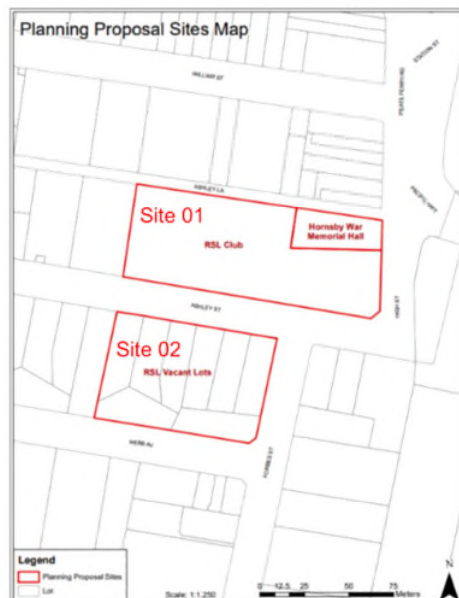 Planning Proposal Sites Map
STATION ST
WILLIAM ST
PEATS FERRY RD
ASHLEY LA
PACIFIC HWY
Site 01
Hornsby War
Memorial Hall
RSL Club
HIGH ST
ASHLEY ST
Site 02
RSL Vacant Lots
WEBB AV
FORBES ST
Legend
Planning Proposal Sites
Lot
Scale: 1:1,250
0 12.5 25 50 75
Meters
N